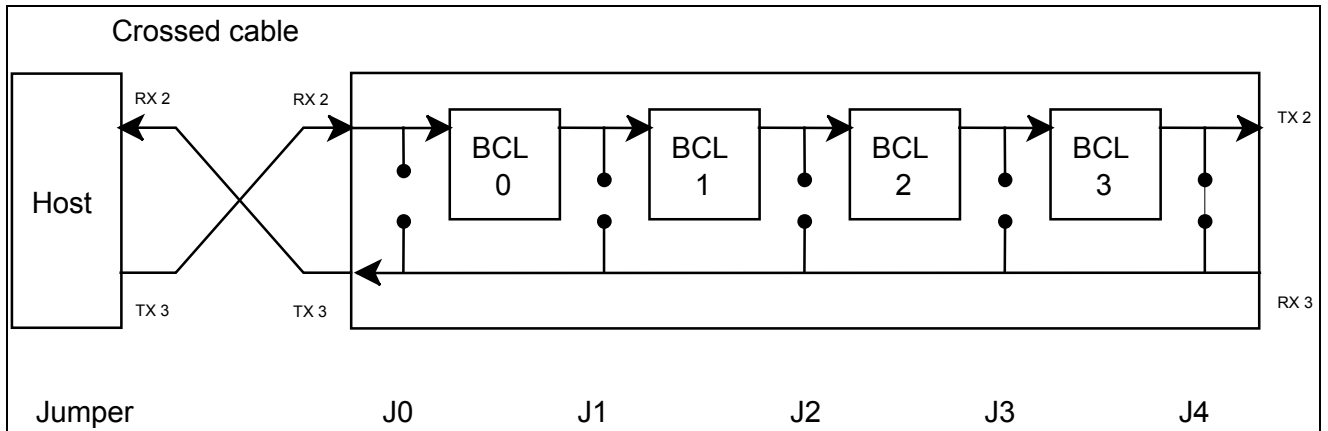 Crossed cable
RX 2
RX 2
TX 2
Host
BCL
0
BCL
1
BCL
2
BCL
3
TX 3
TX 3
RX 3
Jumper J0 J1 J2 J3 J4